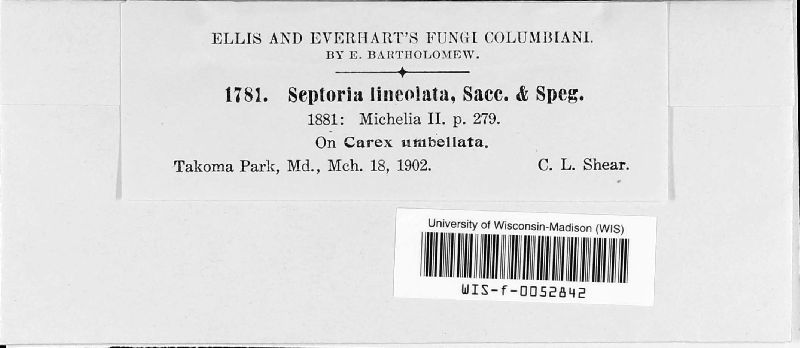 ELLIS AND EVERHART'S FUNGI COLUMBIANI.
BY E. BARTHOLOMEW.
1781. Septoria lineolata, Sacc. & Speg.
1881: Michelia II. p. 279.
On Carex umbellata.
Takoma Park, Md., Mch. 18, 1902. C. L. Shear.
University of Wisconsin-Madison (WIS)
WIS-f-0052842